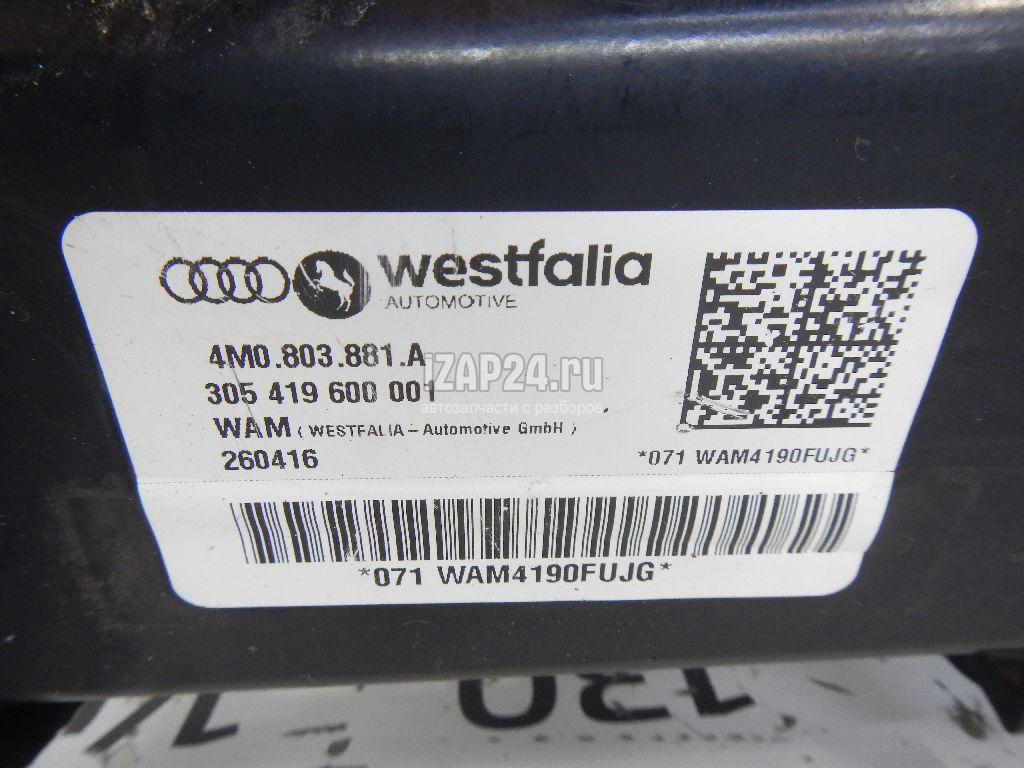 westfalia
AUTOMOTIVE
4M0.803.881.A
305 419 600 001
WAM ( WESTFALIA - Automotive GmbH )
260416
*071 WAM4190FUJG*
*071 WAM4190FUJG*
iZAP24.ru
автозапчасти с разборов
130